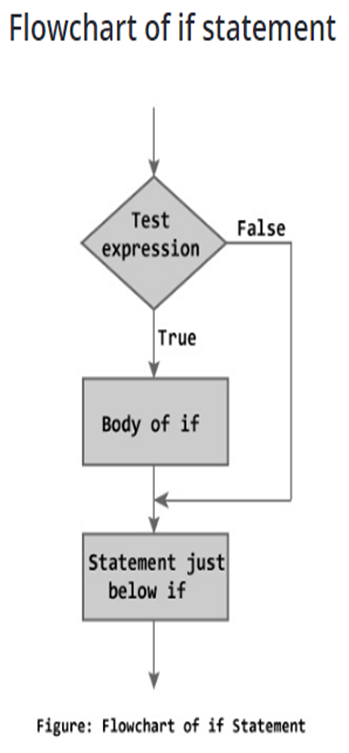 Flowchart of if statement
Test
expression
False
True
Body of if
Statement just
below if
Figure: Flowchart of if Statement